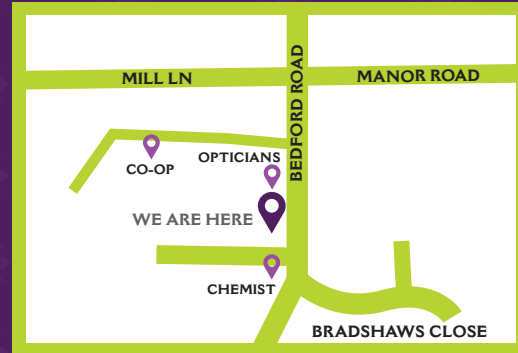 MILL LN
MANOR ROAD
BEDFORD ROAD
OPTICIANS
CO-OP
WE ARE HERE
CHEMIST
BRADSHAWS CLOSE